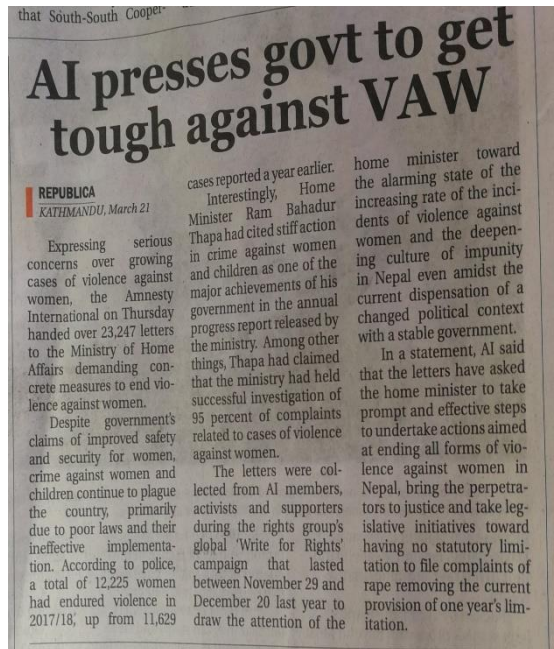 that South-South Cooper-
AI presses govt to get
tough against VAW
REPUBLICA
KATHMANDU, March 21
Expressing serious
concerns over growing
cases of violence against
women, the Amnesty
International on Thursday
handed over 23,247 letters
to the Ministry of Home
Affairs demanding con-
crete measures to end vio-
lence against women.
Despite government's
claims of improved safety
and security for women,
crime against women and
children continue to plague
the country, primarily
due to poor laws and their
ineffective implementa-
tion. According to police,
a total of 12,225 women
had endured violence in
2017/18, up from 11,629
cases reported a year earlier.
Interestingly, Home
Minister Ram Bahadur
Thapa had cited stiff action
in crime against women
and children as one of the
major achievements of his
government in the annual
progress report released by
the ministry. Among other
things, Thapa had claimed
that the ministry had held
successful investigation of
95 percent of complaints
related to cases of violence
against women.
The letters were col-
lected from AI members,
activists and supporters
during the rights group's
global 'Write for Rights'
campaign that lasted
between November 29 and
December 20 last year to
draw the attention of the
home minister toward
the alarming state of the
increasing rate of the inci-
dents of violence against
women and the deepen-
ing culture of impunity
in Nepal even amidst the
current dispensation of a
changed political context
with a stable government.
In a statement, AI said
that the letters have asked
the home minister to take
prompt and effective steps
to undertake actions aimed
at ending all forms of vio-
lence against women in
Nepal, bring the perpetra-
tors to justice and take leg-
islative initiatives toward
having no statutory limi-
tation to file complaints of
rape removing the current
provision of one year's lim-
itation.